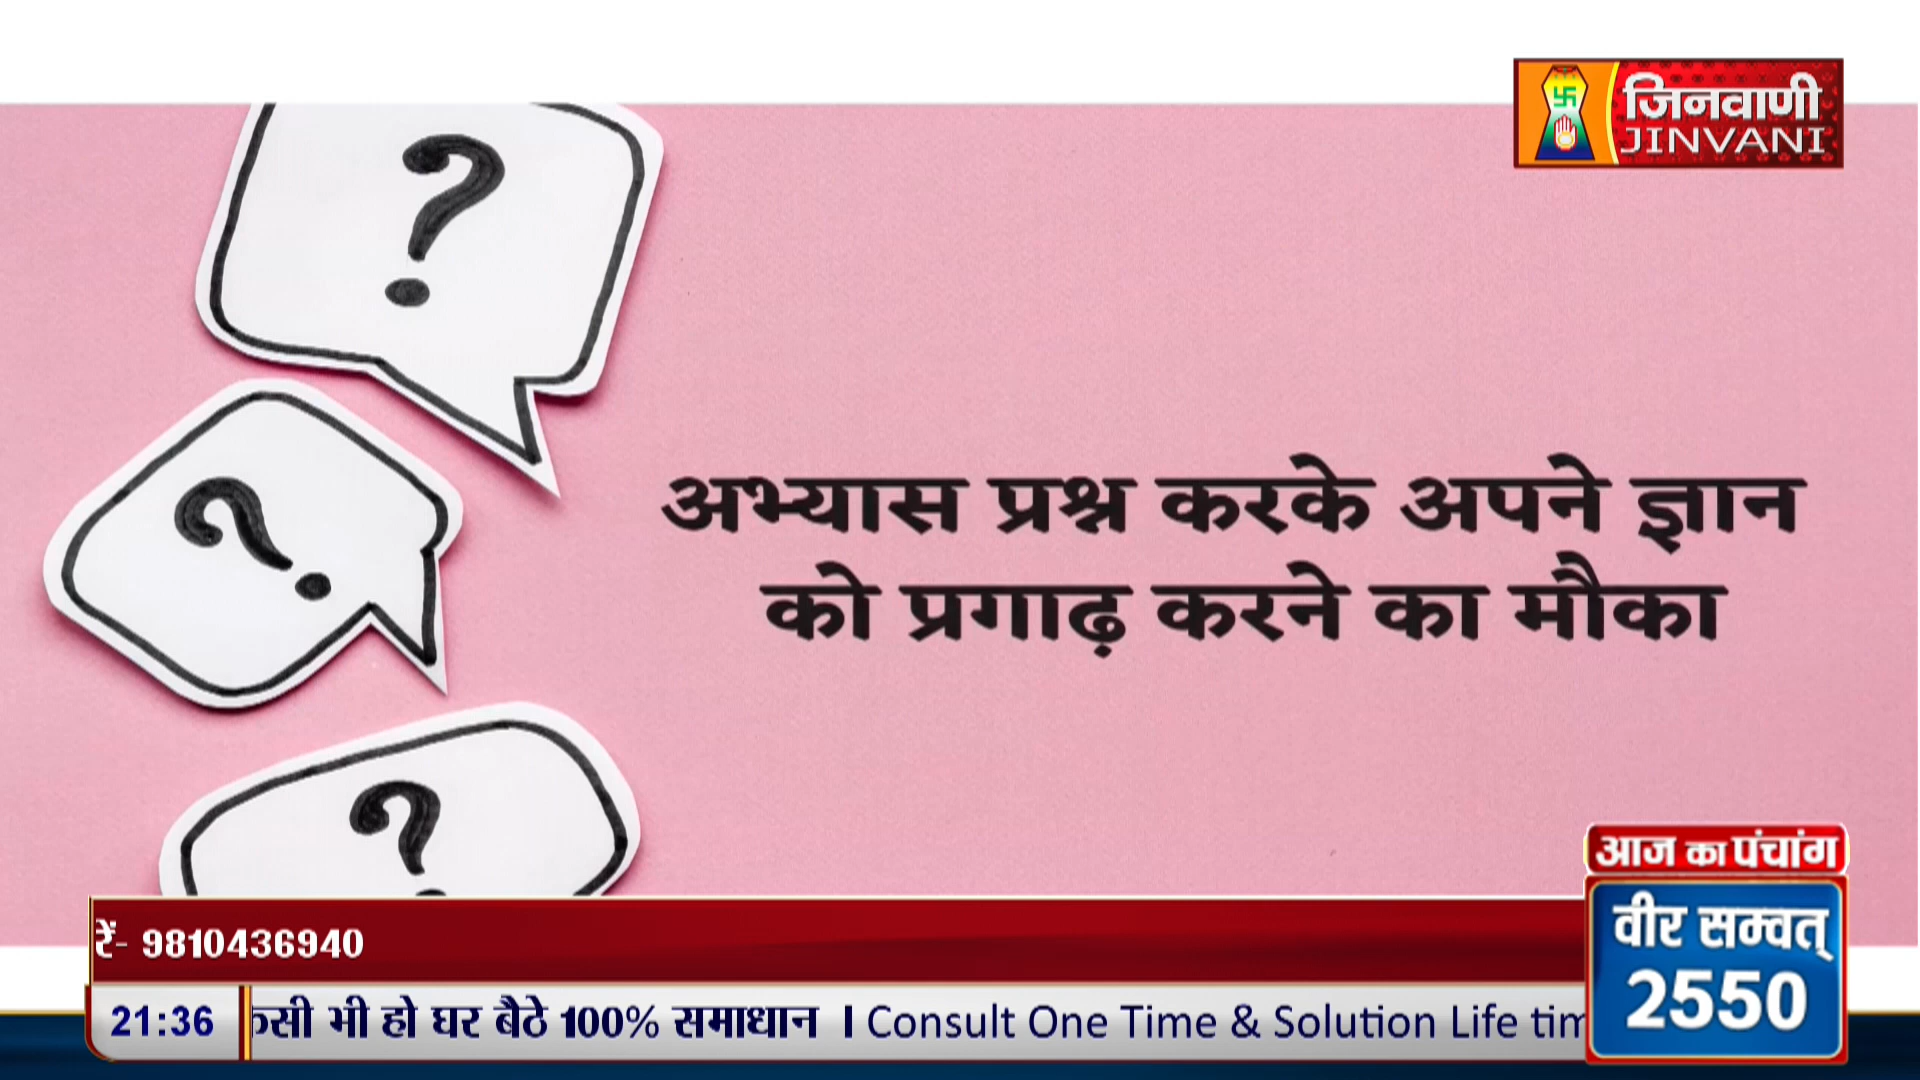 जिनवाणी
JINVANI
?
?
?
अभ्यास प्रश्न करके अपने ज्ञान
को प्रगाढ़ करने का मौका
आज का पंचांग
वीर सम्वत्
2550
रें- 9810436940
21:36
भी हो घर बैठे 100% समाधान । Consult One Time & Solution Life tim